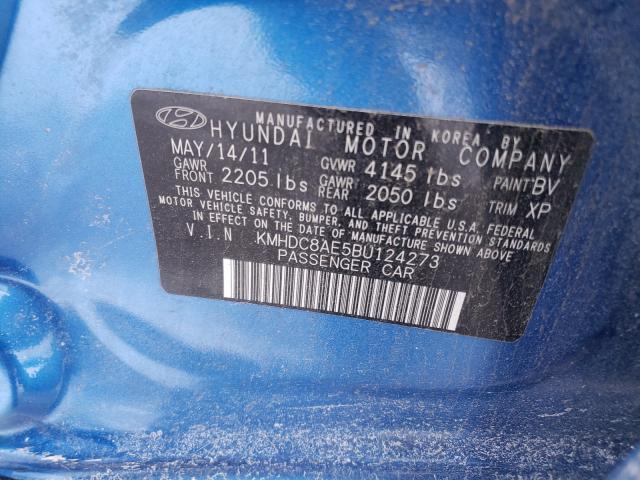 MANUFACTURED IN KOREA BY
HYUNDAI MOTOR COMPANY
MAY/14/11 GVWR 4145 lbs PAINT BV
GAWR FRONT 2205 lbs GAWR REAR 2050 lbs TRIM XP
THIS VEHICLE CONFORMS TO ALL APPLICABLE U.S.A. FEDERAL
MOTOR VEHICLE SAFETY, BUMPER, AND THEFT PREVENTION STANDARDS
IN EFFECT ON THE DATE OF MANUFACTURE SHOWN ABOVE
V.I.N KMHDC8AE5BU124273
PASSENGER CAR